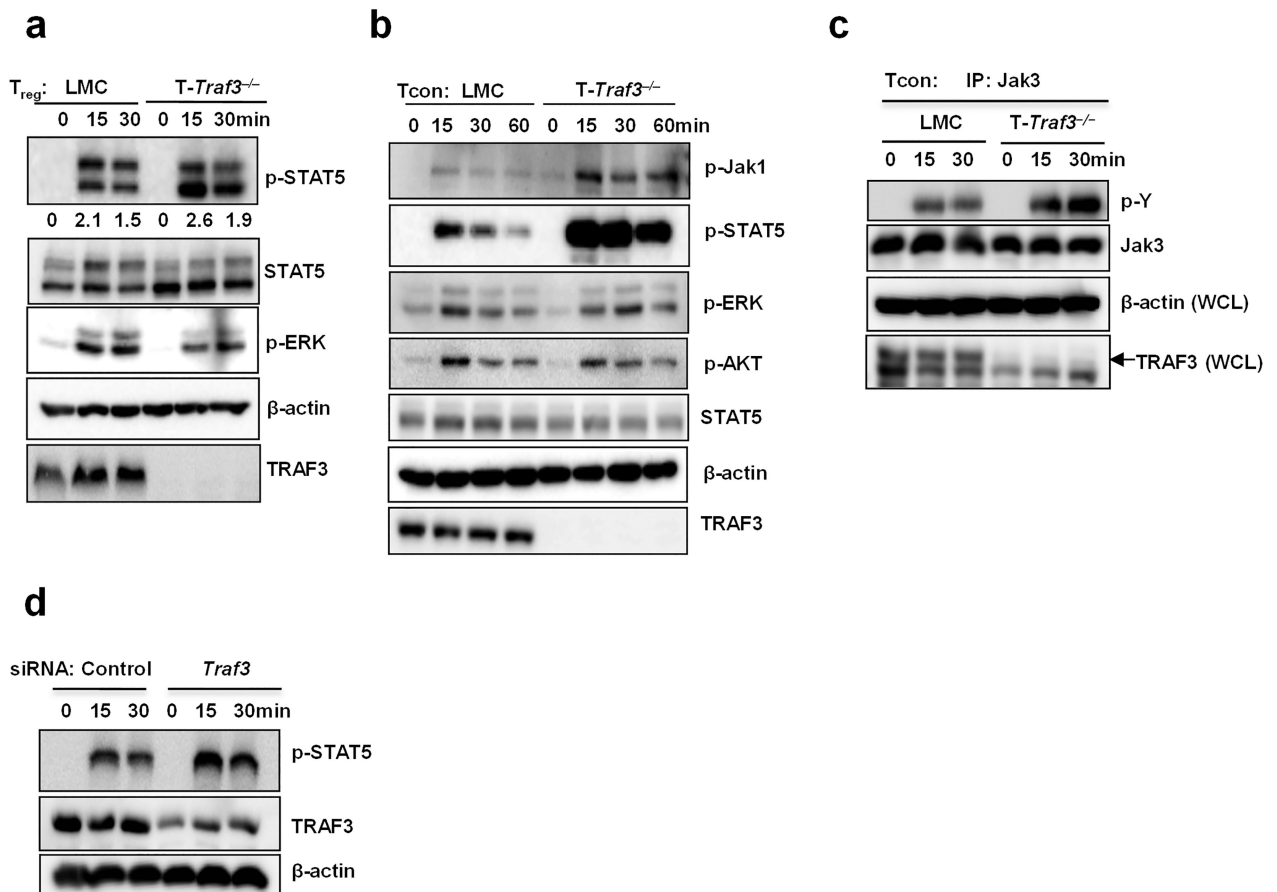 a
T_reg: LMC T-Traf3–/–
0 15 30 0 15 30min
p-STAT5
0 2.1 1.5 0 2.6 1.9
STAT5
p-ERK
β-actin
TRAF3
b
Tcon: LMC T-Traf3–/–
0 15 30 60 0 15 30 60min
p-Jak1
p-STAT5
p-ERK
p-AKT
STAT5
β-actin
TRAF3
c
Tcon: IP: Jak3
LMC T-Traf3–/–
0 15 30 0 15 30min
p-Y
Jak3
β-actin (WCL)
TRAF3 (WCL)
d
siRNA: Control Traf3
0 15 30 0 15 30min
p-STAT5
TRAF3
β-actin